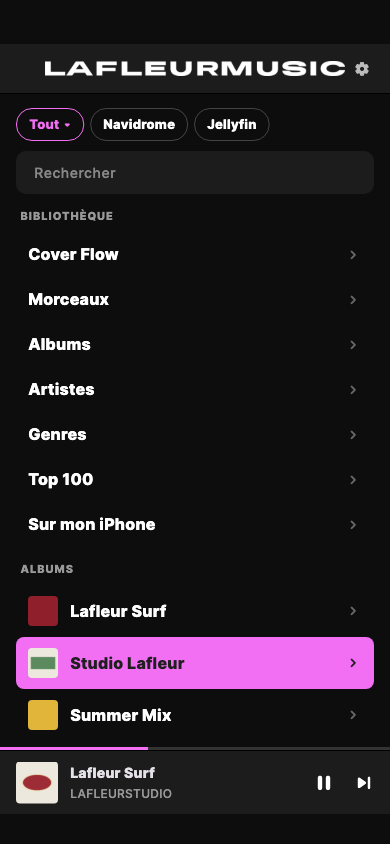 LAFLEURMUSIC
Tout
Navidrome
Jellyfin
Rechercher
BIBLIOTHÈQUE
Cover Flow
Morceaux
Albums
Artistes
Genres
Top 100
Sur mon iPhone
ALBUMS
Lafleur Surf
Studio Lafleur
Summer Mix
Lafleur Surf
LAFLEURSTUDIO